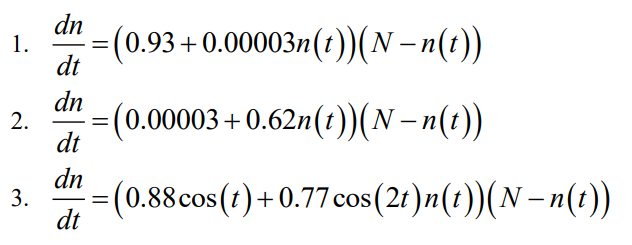 1. dn/dt = (0.93 + 0.00003n(t))(N − n(t))
2. dn/dt = (0.00003 + 0.62n(t))(N − n(t))
3. dn/dt = (0.88cos(t) + 0.77cos(2t)n(t))(N − n(t))